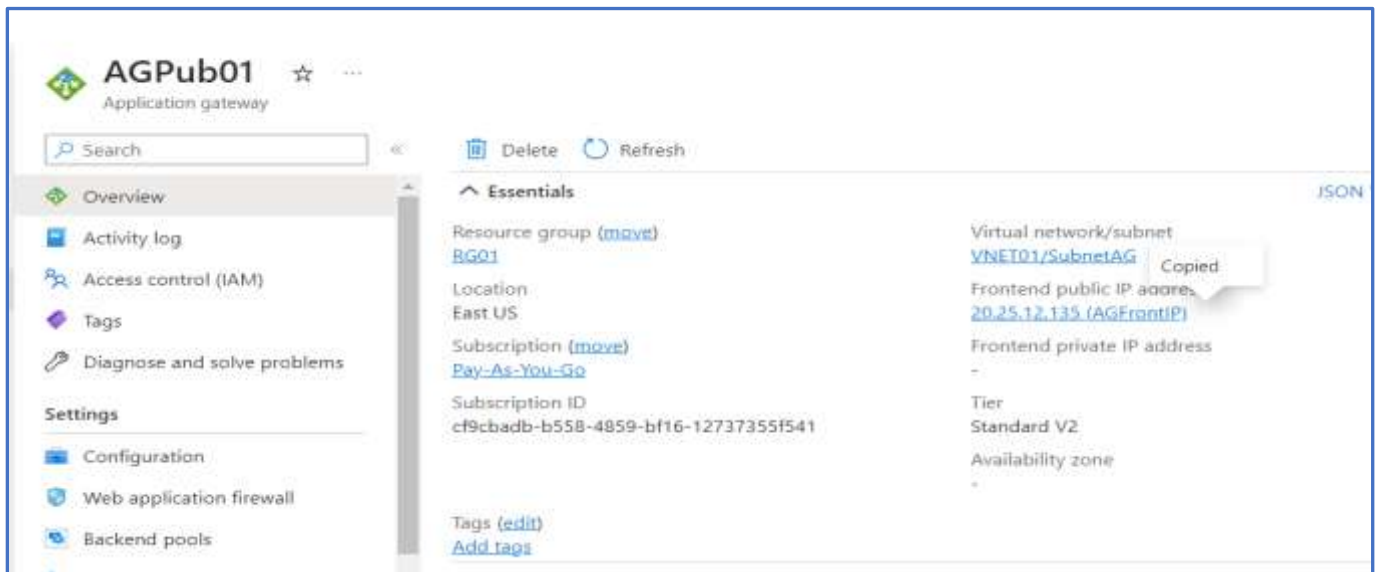 AGPub01
Application gateway
Search
Delete Refresh
Overview
Activity log
Access control (IAM)
Tags
Diagnose and solve problems
Settings
Configuration
Web application firewall
Backend pools
Essentials
JSON
Resource group (move)
RG01
Location
East US
Subscription (move)
Pay-As-You-Go
Subscription ID
cf9cbadb-b558-4859-bf16-12737355f541
Virtual network/subnet
VNET01/SubnetAG
Copied
Frontend public IP
20.25.12.135 (AGFrontIP)
Frontend private IP address
-
Tier
Standard V2
Availability zone
-
Tags (edit)
Add tags